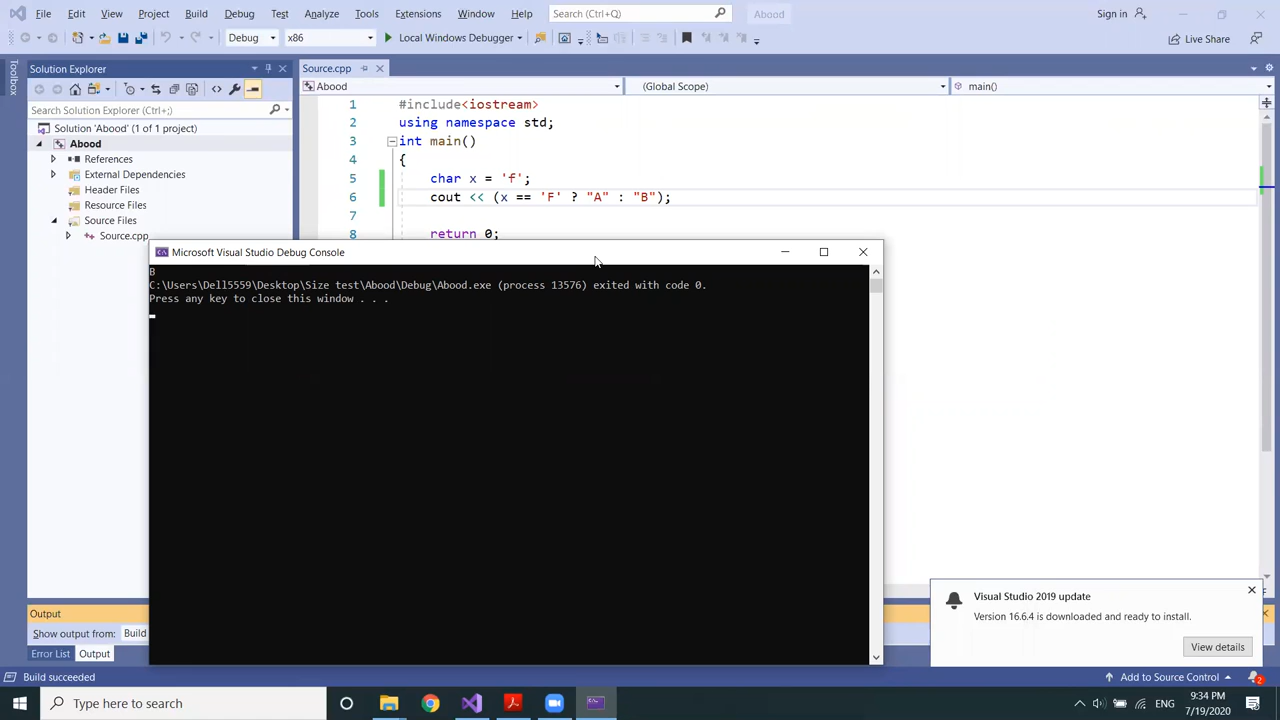 File Edit View Project Build Debug Test Analyze Tools Extensions Window Help Search (Ctrl+Q) Abood Sign in
Debug x86 Local Windows Debugger Live Share
Toolbox
Solution Explorer
Source.cpp
Abood (Global Scope) main()
Search Solution Explorer (Ctrl+;)
Solution 'Abood' (1 of 1 project)
Abood
References
External Dependencies
Header Files
Resource Files
Source Files
Source.cpp
1 #include<iostream>
2 using namespace std;
3 int main()
4 {
5 char x = 'f';
6 cout << (x == 'F' ? "A" : "B");
7
8 return 0;
Microsoft Visual Studio Debug Console
B
C:\Users\Dell5559\Desktop\Size test\Abood\Debug\Abood.exe (process 13576) exited with code 0.
Press any key to close this window . . .
Output
Show output from: Build
Error List Output
Visual Studio 2019 update
Version 16.6.4 is downloaded and ready to install.
View details
Build succeeded
Add to Source Control
2
Type here to search
ENG
9:34 PM
7/19/2020